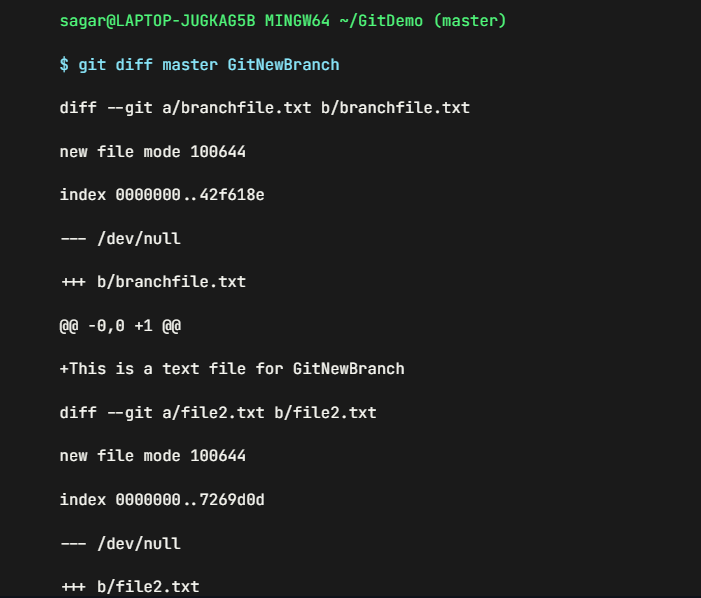 sagar@LAPTOP-JUGKAG5B MINGW64 ~/GitDemo (master)
$ git diff master GitNewBranch
diff --git a/branchfile.txt b/branchfile.txt
new file mode 100644
index 0000000..42f618e
--- /dev/null
+++ b/branchfile.txt
@@ -0,0 +1 @@
+This is a text file for GitNewBranch
diff --git a/file2.txt b/file2.txt
new file mode 100644
index 0000000..7269d0d
--- /dev/null
+++ b/file2.txt